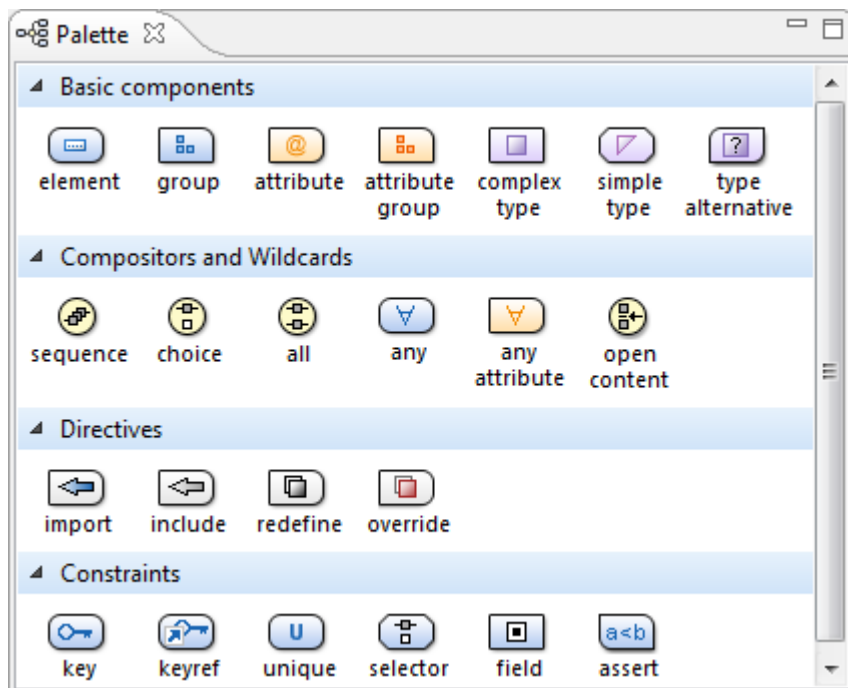 Palette
Basic components
element group attribute attribute complex simple type
group type type alternative
Compositors and Wildcards
sequence choice all any any open
attribute content
Directives
import include redefine override
Constraints
U a<b
key keyref unique selector field assert